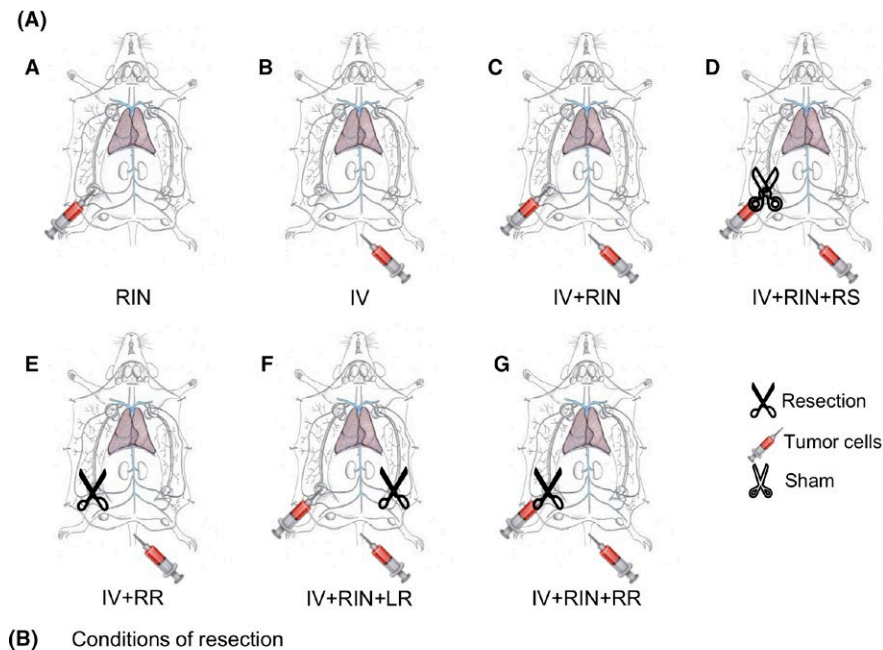 (A)
A
B
C
D
RIN
IV
IV+RIN
IV+RIN+RS
E
F
G
Resection
Tumor cells
Sham
IV+RR
IV+RIN+LR
IV+RIN+RR
(B) Conditions of resection